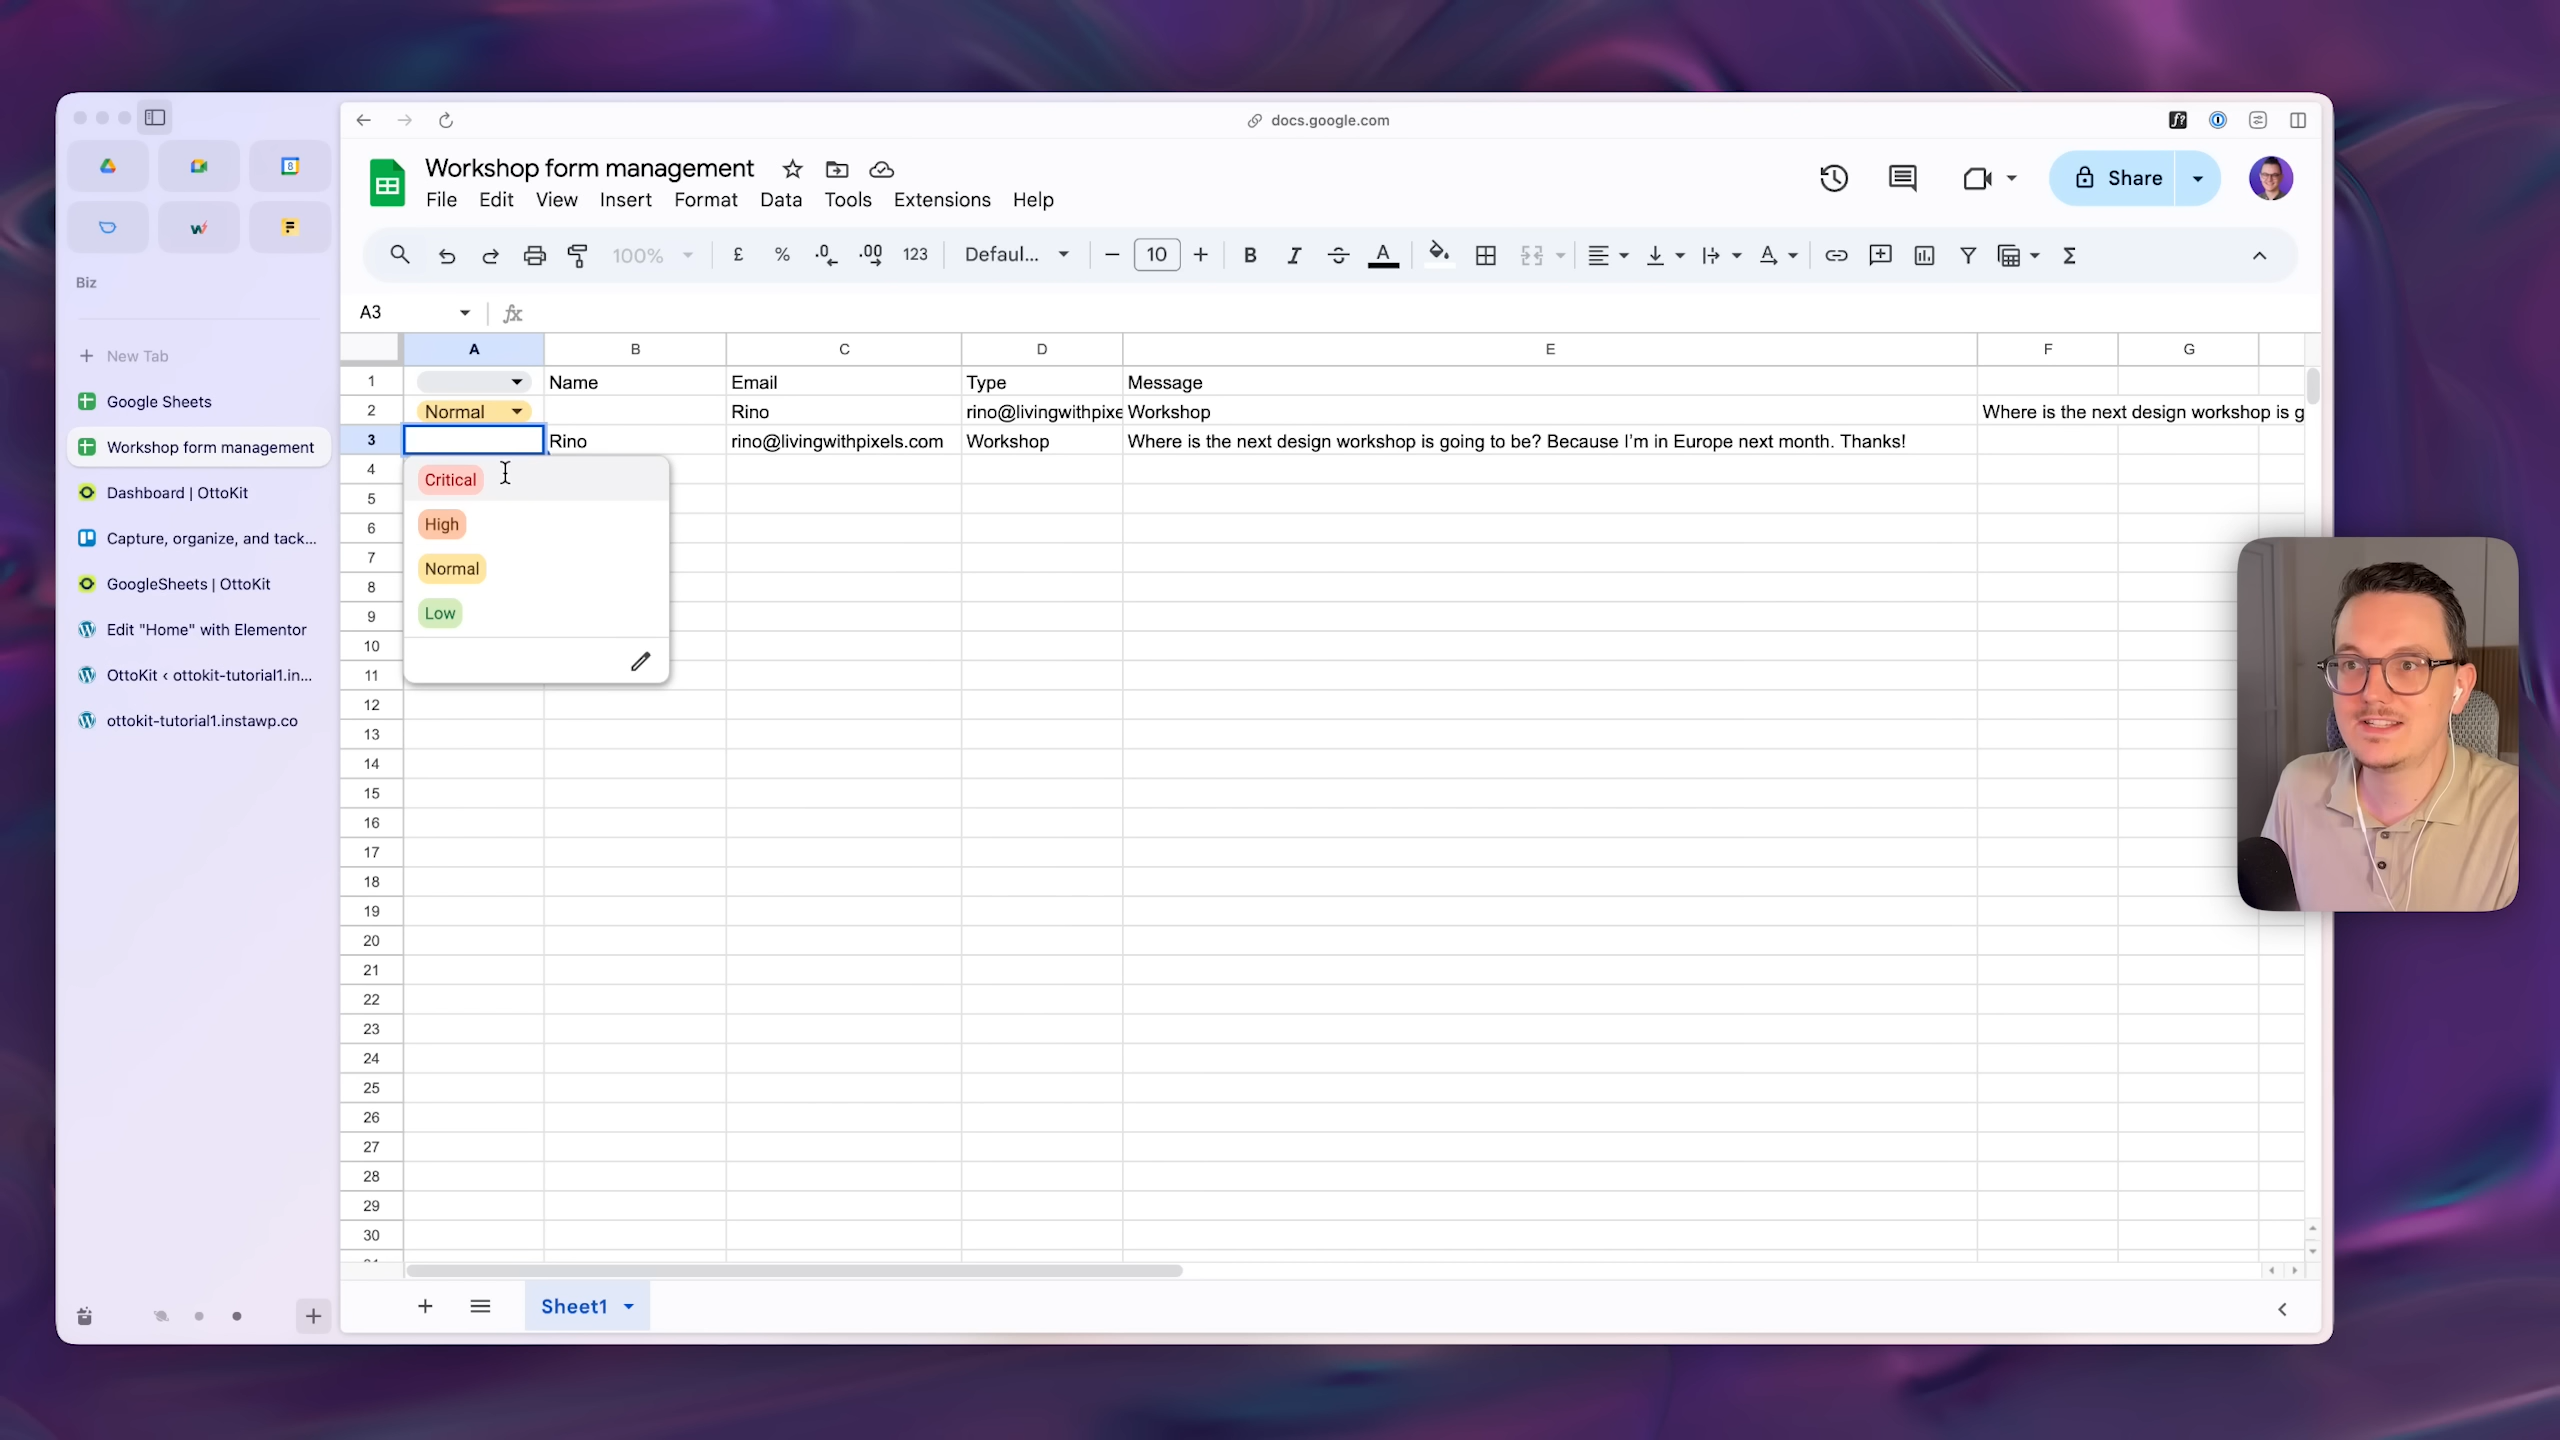 docs.google.com
Workshop form management
File Edit View Insert Format Data Tools Extensions Help
Share
100% £ % .0 .00 123 Defaul... 10 B I S A Σ
A3 fx
Biz
New Tab
Google Sheets
Workshop form management
Dashboard | OttoKit
Capture, organize, and tack...
GoogleSheets | OttoKit
Edit "Home" with Elementor
OttoKit ‹ ottokit-tutorial1.in...
ottokit-tutorial1.instawp.co
A B C D E F G
1 Name Email Type Message
2 Normal Rino rino@livingwithpixe Workshop Where is the next design workshop is g
3 Rino rino@livingwithpixels.com Workshop Where is the next design workshop is going to be? Because I'm in Europe next month. Thanks!
4
Critical
5
6
High
7
Normal
8
9
Low
10
11
12
13
14
15
16
17
18
19
20
21
22
23
24
25
26
27
28
29
30
Sheet1